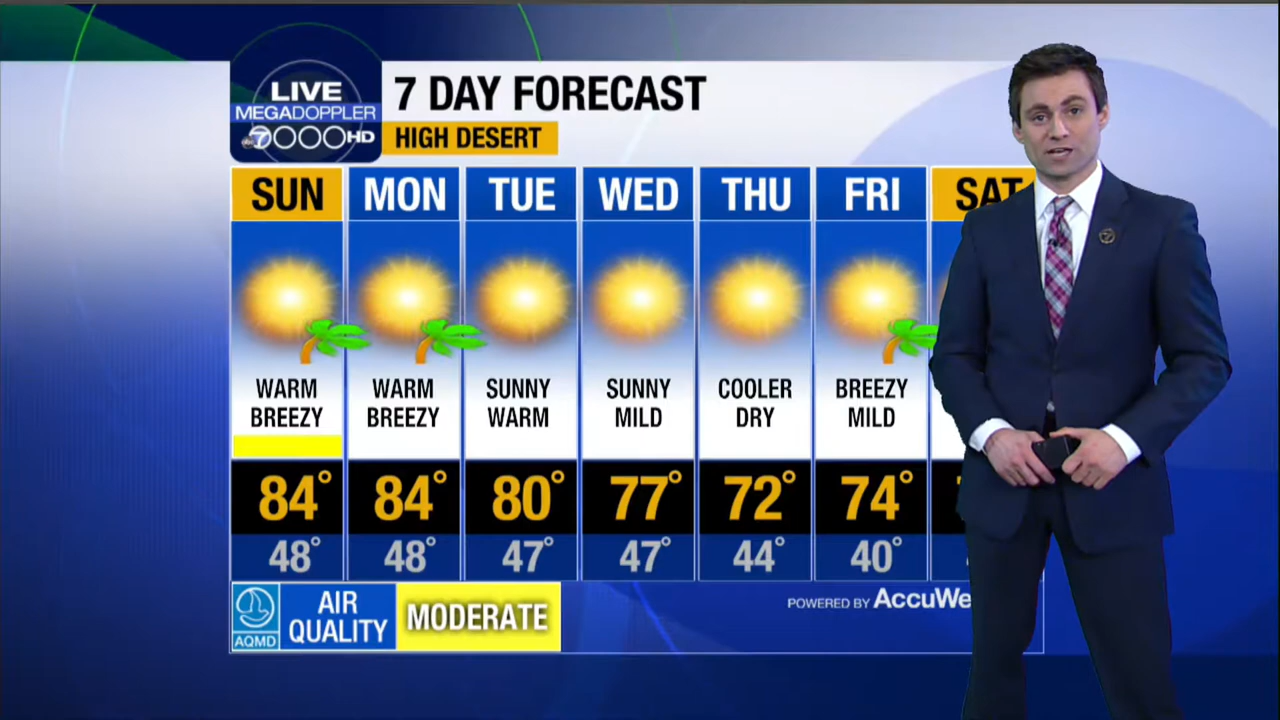 LIVE
MEGADOPPLER
7000HD
7 DAY FORECAST
HIGH DESERT
SUN MON TUE WED THU FRI SAT
WARM BREEZY
WARM BREEZY
SUNNY WARM
SUNNY MILD
COOLER DRY
BREEZY MILD
84° 84° 80° 77° 72° 74°
48° 48° 47° 47° 44° 40°
AQMD
AIR
QUALITY
MODERATE
POWERED BY AccuWe